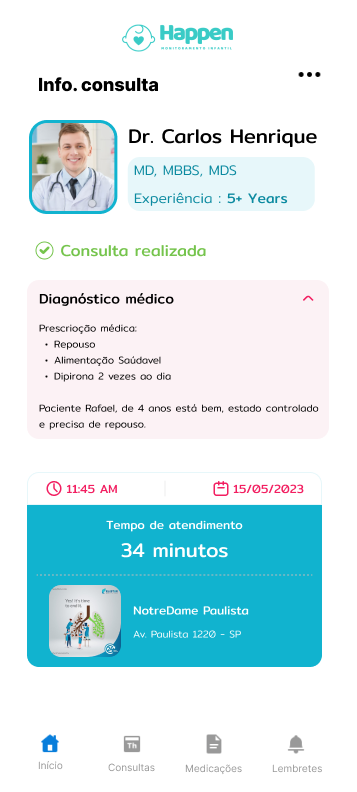 Happen
MONITORAMENTO INFANTIL
Info. consulta
Dr. Carlos Henrique
MD, MBBS, MDS
Experiência : 5+ Years
Consulta realizada
Diagnóstico médico
Prescrioção médica:
• Repouso
• Alimentação Saúdavel
• Dipirona 2 vezes ao dia
Paciente Rafael, de 4 anos está bem, estado controlado
e precisa de repouso.
11:45 AM
15/05/2023
Tempo de atendimento
34 minutos
NotreDame Paulista
Av. Paulista 1220 - SP
Th
Início
Consultas
Medicações
Lembretes